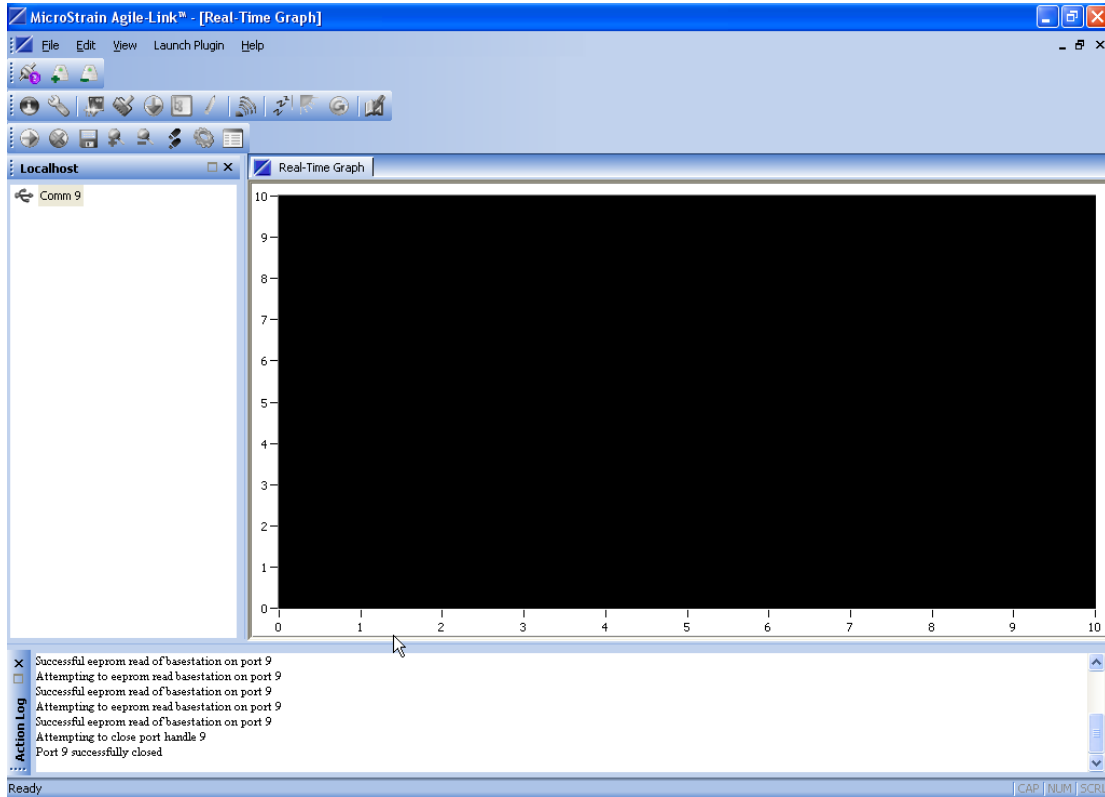 MicroStrain Agile-Link™ - [Real-Time Graph]
File Edit View Launch Plugin Help
Localhost
Real-Time Graph
Comm 9
10
9
8
7
6
5
4
3
2
1
0
0 1 2 3 4 5 6 7 8 9 10
Successful eeprom read of basestation on port 9
Attempting to eeprom read basestation on port 9
Successful eeprom read of basestation on port 9
Attempting to eeprom read basestation on port 9
Successful eeprom read of basestation on port 9
Attempting to close port handle 9
Port 9 successfully closed
Action Log
Ready
CAP NUM SCRL